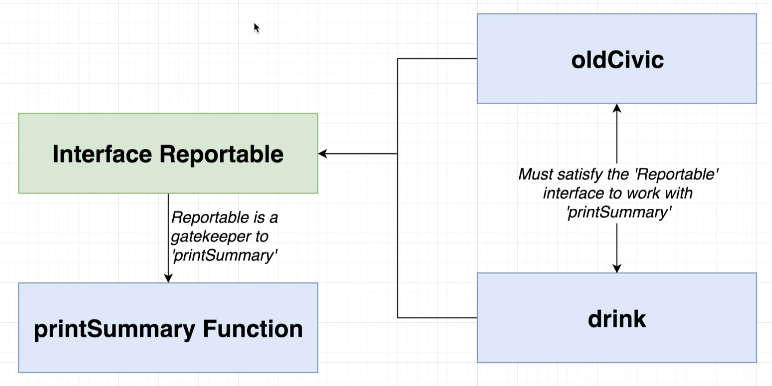 oldCivic
Interface Reportable
Must satisfy the 'Reportable'
interface to work with
'printSummary'
Reportable is a
gatekeeper to
'printSummary'
printSummary Function
drink